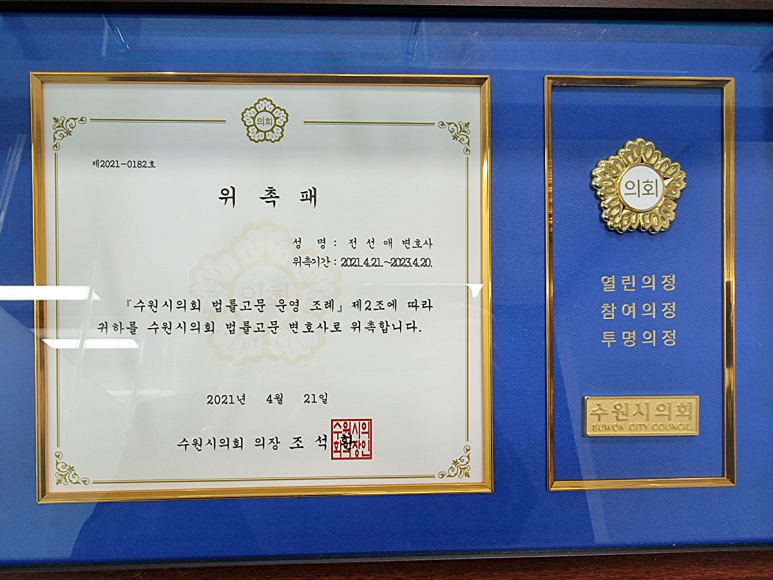 의회
제2021-0182호
위 촉 패
성 명 : 전 선 애 변호사
위촉기간 : 2021.4.21.~2023.4.20.
의회
『수원시의회 법률고문 운영 조례』 제2조에 따라
귀하를 수원시의회 법률고문 변호사로 위촉합니다.
2021년 4월 21일
수원시의회 의장 조 석
수원시의
회의장인
의회
열린의정
참여의정
투명의정
수원시의회
SUWON CITY COUNCIL